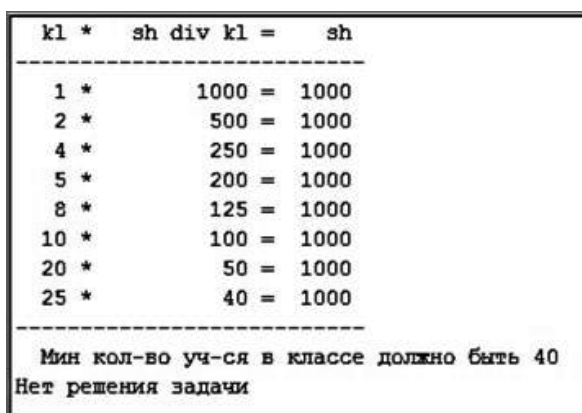 kl * sh div kl = sh
-----------------------------
1 * 1000 = 1000
2 * 500 = 1000
4 * 250 = 1000
5 * 200 = 1000
8 * 125 = 1000
10 * 100 = 1000
20 * 50 = 1000
25 * 40 = 1000
-----------------------------
Мин кол-во уч-ся в классе должно быть 40
Нет решения задачи